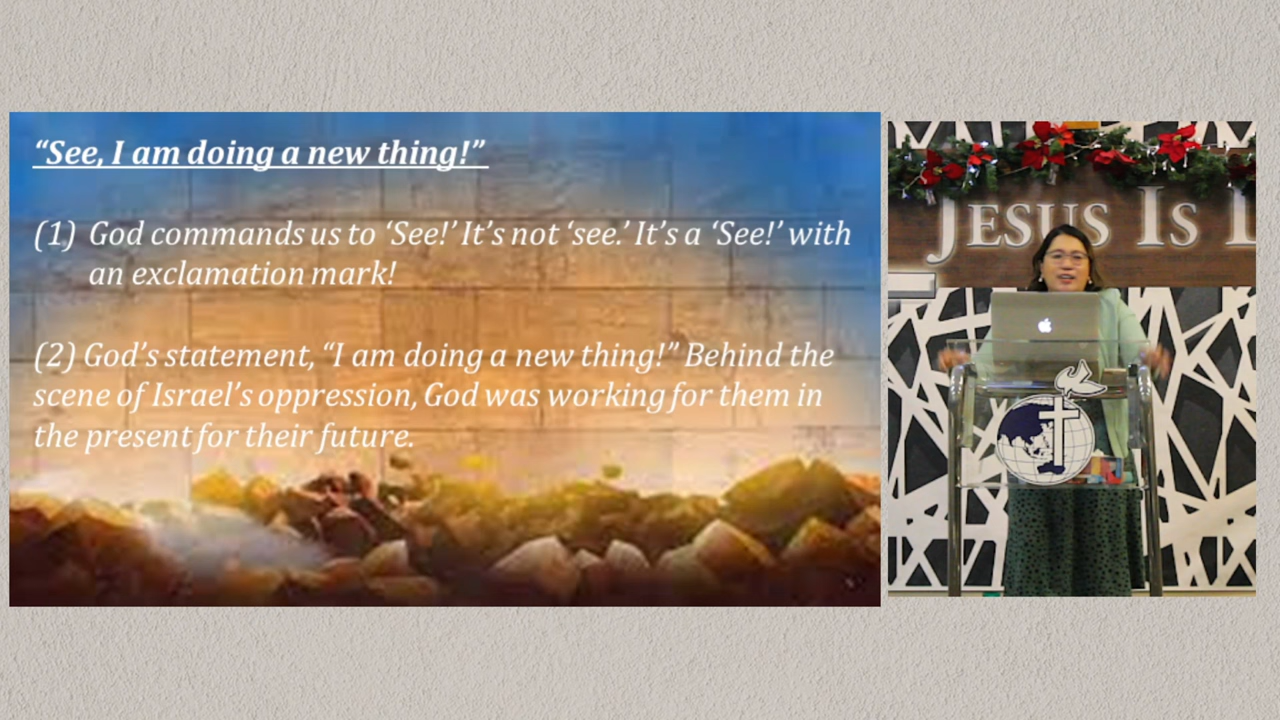 “See, I am doing a new thing!”
(1) God commands us to ‘See!’ It’s not ‘see.’ It’s a ‘See!’ with
an exclamation mark!
(2) God’s statement, “I am doing a new thing!” Behind the
scene of Israel’s oppression, God was working for them in
the present for their future.
JESUS IS L